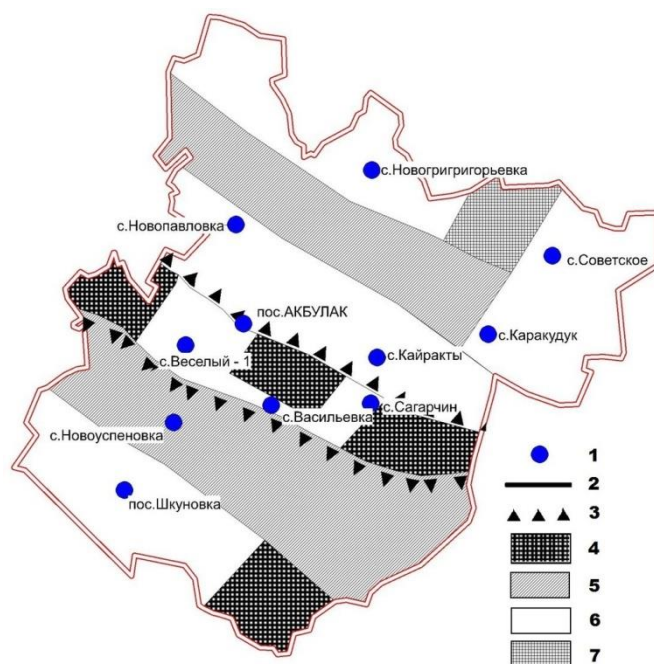 с.Новогригригорьевка
с.Новопавловка
с.Советское
пос.АКБУЛАК
с.Каракудук
с.Веселый - 1
с.Кайракты
с.Сагарчин
с.Васильевка
с.Новоуспеновка
пос.Шкуновка
1
2
3
4
5
6
7